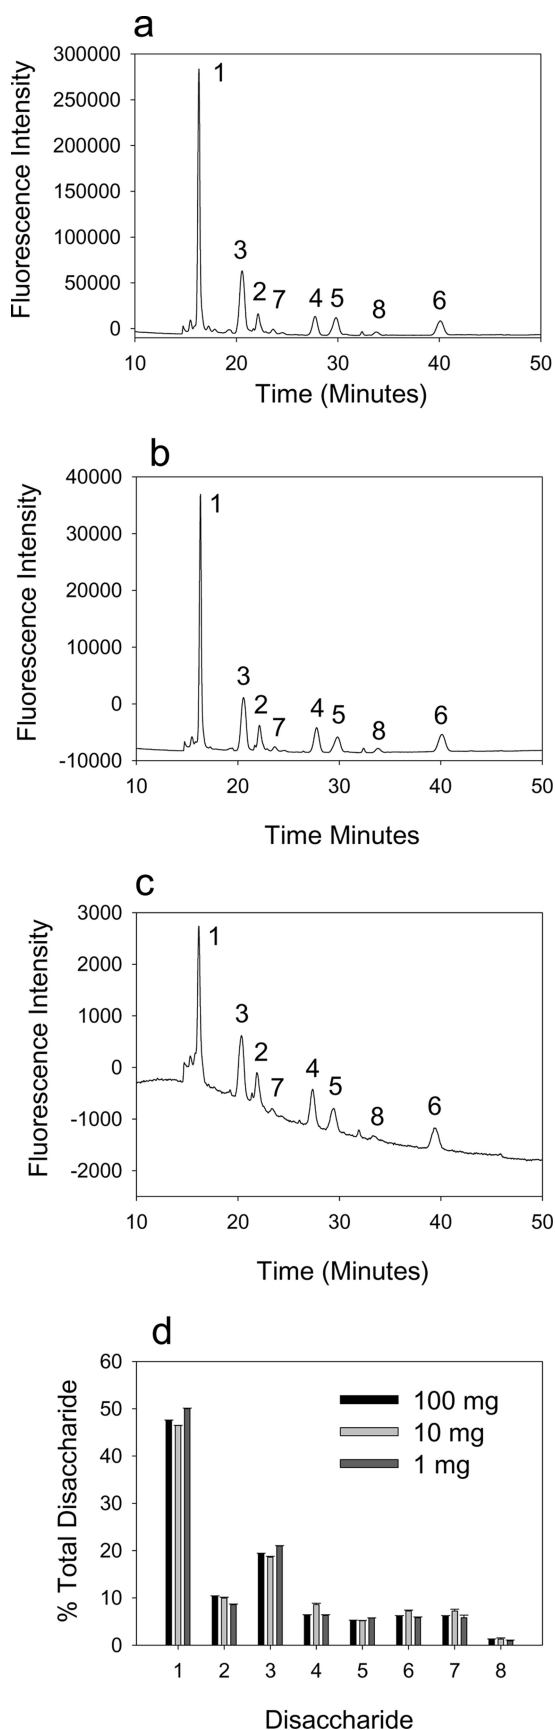 a
300000
250000
200000
150000
100000
50000
0
Fluorescence Intensity
1
3
2
7
4
5
8
6
10 20 30 40 50
Time (Minutes)
b
40000
30000
20000
10000
0
-10000
Fluorescence Intensity
1
3
2
7
4
5
8
6
10 20 30 40 50
Time Minutes
c
3000
2000
1000
0
-1000
-2000
Fluorescence Intensity
1
3
2
7
4
5
8
6
10 20 30 40 50
Time (Minutes)
d
60
50
40
30
20
10
0
% Total Disaccharide
100 mg
10 mg
1 mg
1 2 3 4 5 6 7 8
Disaccharide